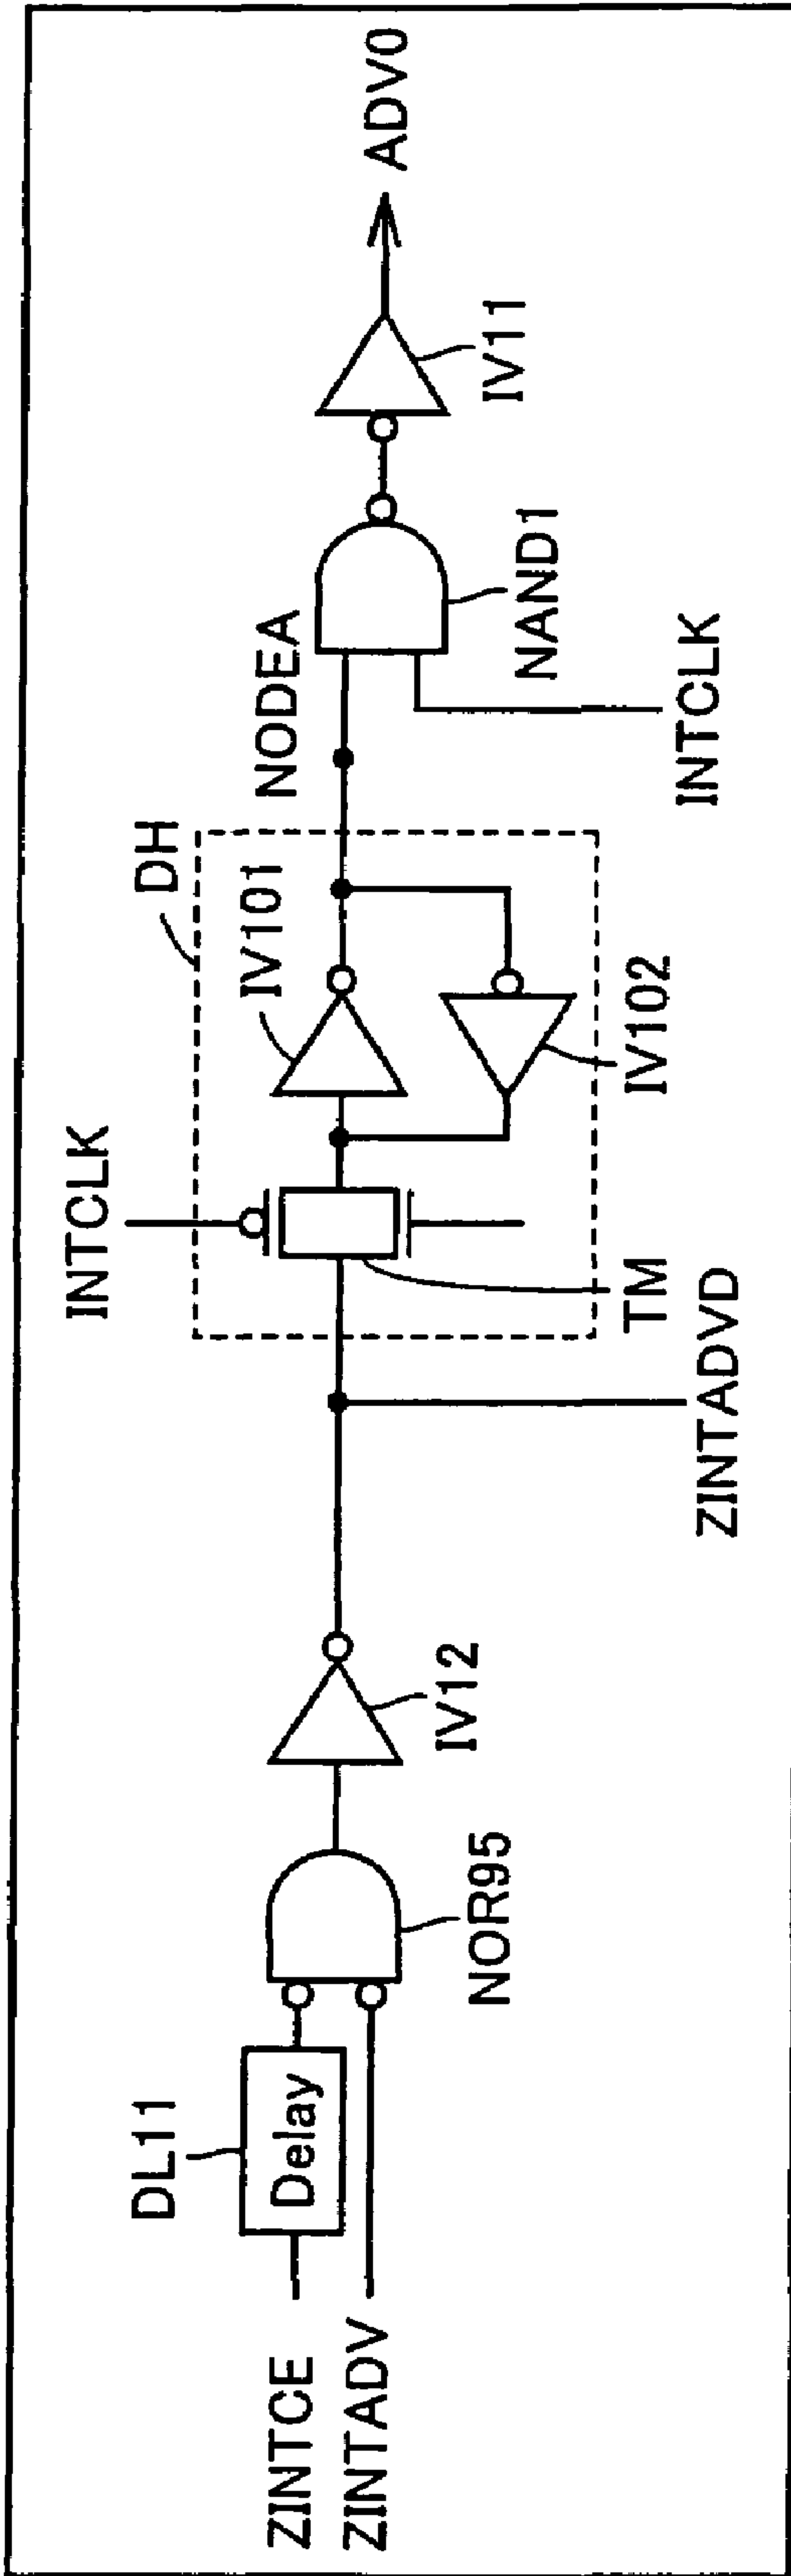 ZINTCE
ZINTADV
DL11
Delay
NOR95
IV12
ZINTADVD
INTCLK
TM
DH
IV101
IV102
NODEA
INTCLK
NAND1
IV11
ADV0